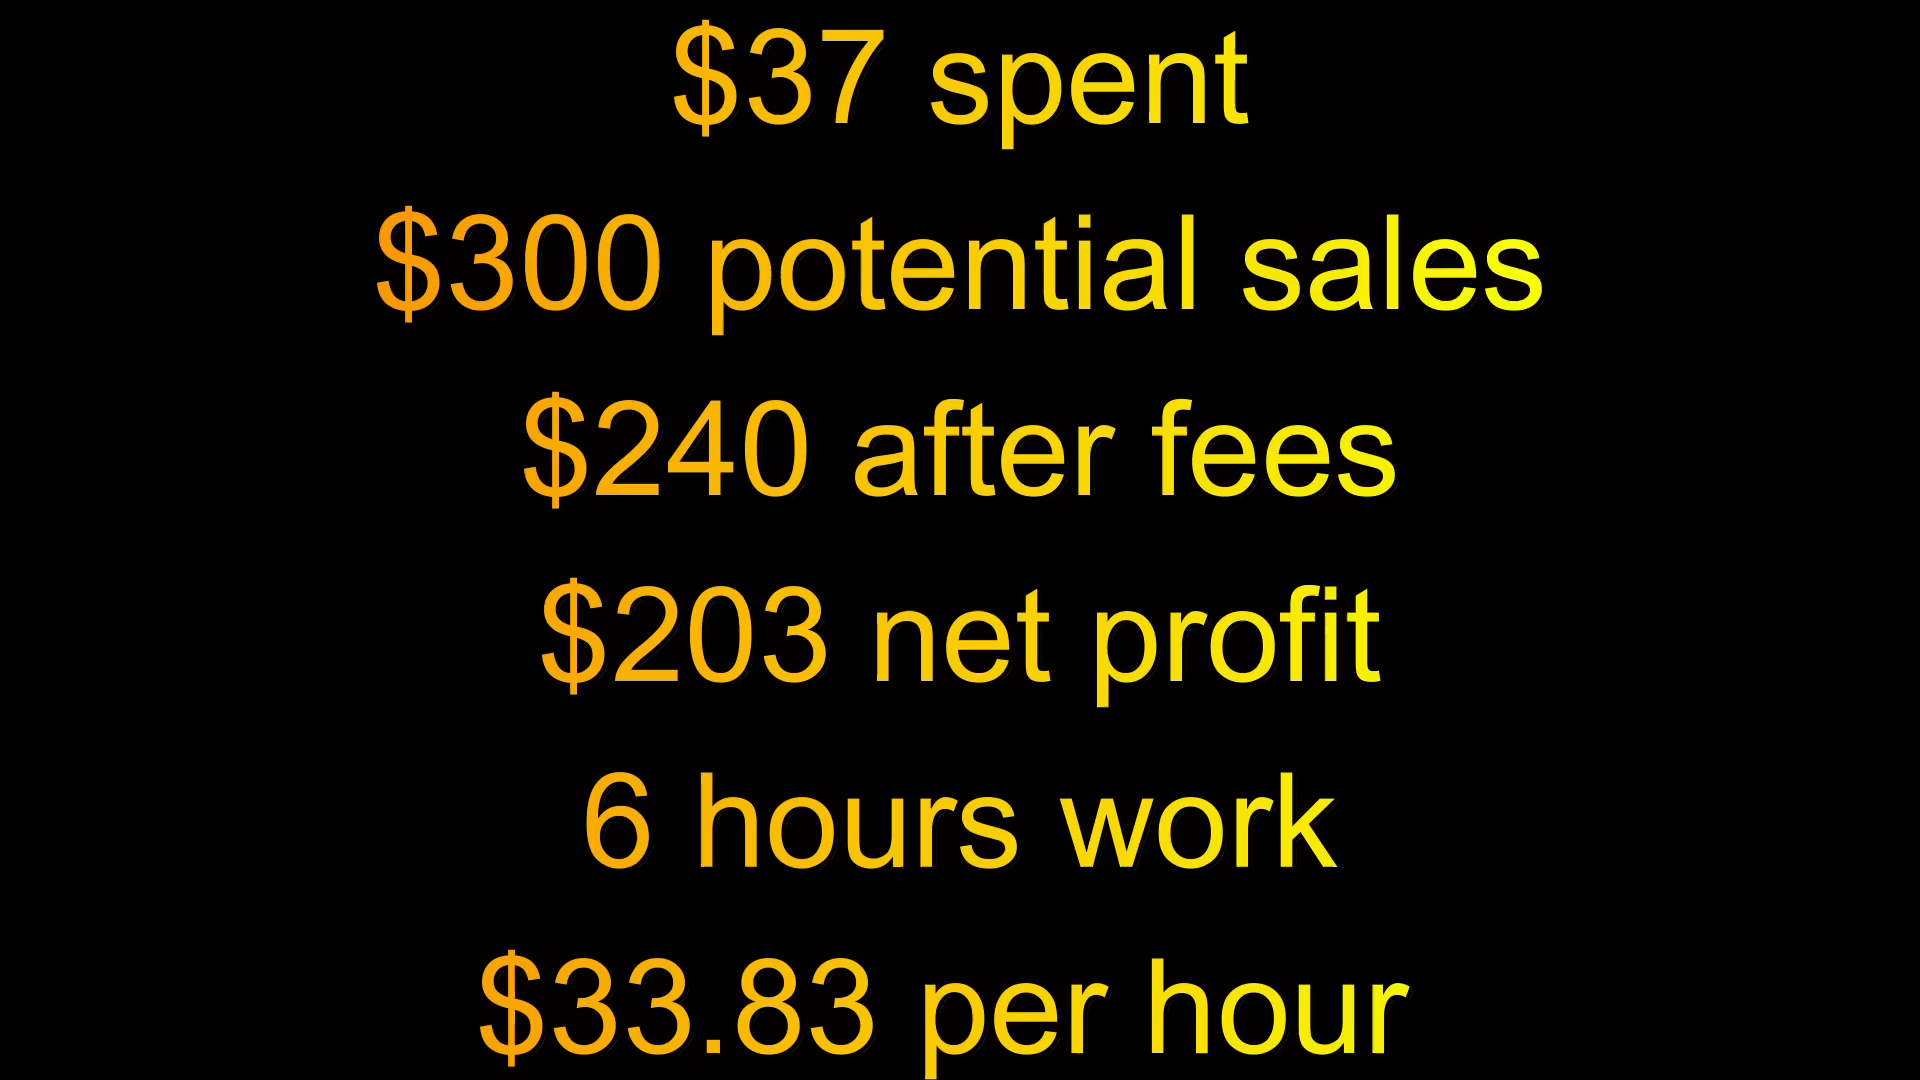 $37 spent
$300 potential sales
$240 after fees
$203 net profit
6 hours work
$33.83 per hour